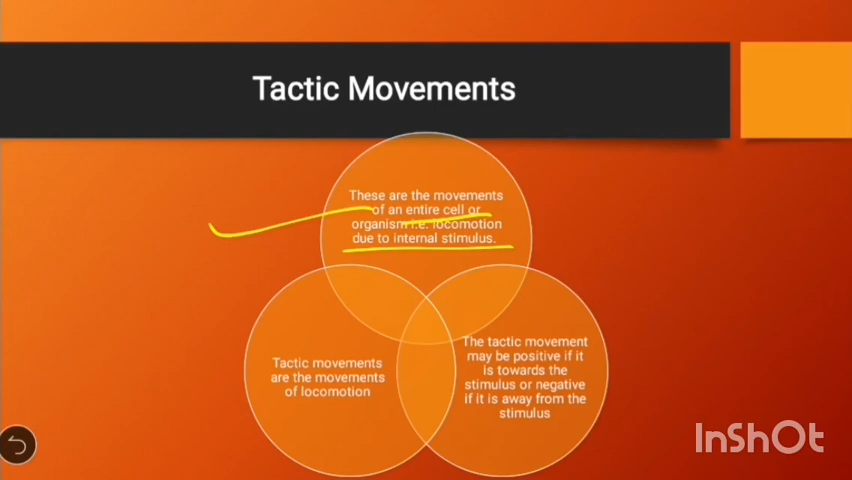 Tactic Movements
These are the movements
of an entire cell or
organism i.e. locomotion
due to internal stimulus.
Tactic movements
are the movements
of locomotion
The tactic movement
may be positive if it
is towards the
stimulus or negative
if it is away from the
stimulus
InShOt